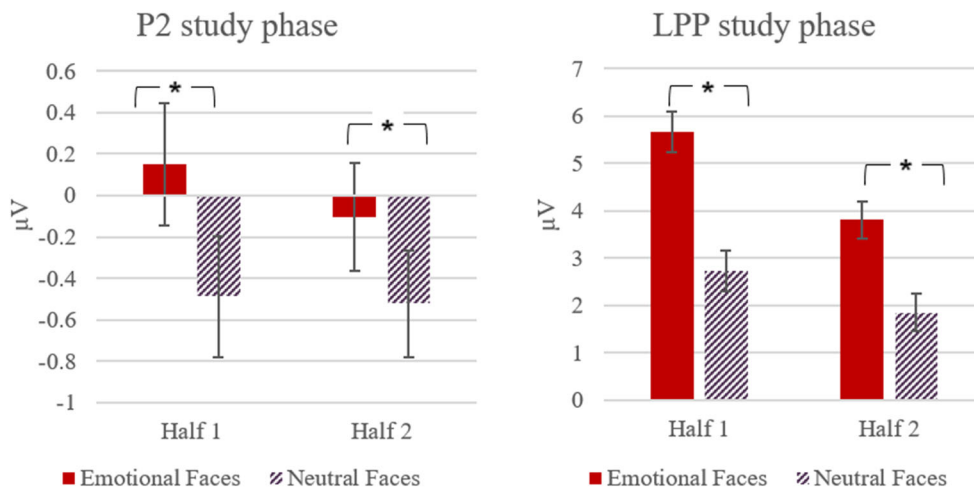 P2 study phase
μV
0.6
0.4
0.2
0
-0.2
-0.4
-0.6
-0.8
-1
*
*
Half 1 Half 2
Emotional Faces Neutral Faces
LPP study phase
μV
7
6
5
4
3
2
1
0
*
*
Half 1 Half 2
Emotional Faces Neutral Faces